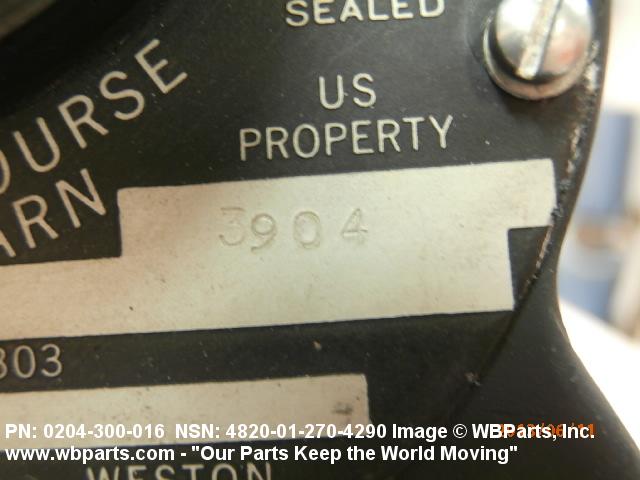 SEALED
US
PROPERTY
OURSE
ARN
3904
303
PN: 0204-300-016 NSN: 4820-01-270-4290 Image © WBParts, Inc.
www.wbparts.com - "Our Parts Keep the World Moving"
WESTON